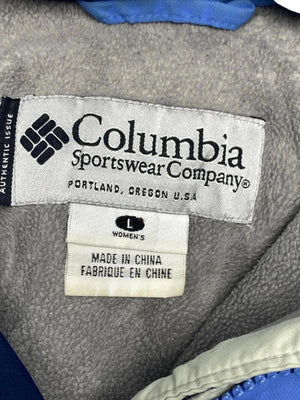 AUTHENTIC ISSUE
Columbia
Sportswear Company®
PORTLAND, OREGON U.S.A
L
WOMEN'S
MADE IN CHINA
FABRIQUE EN CHINE